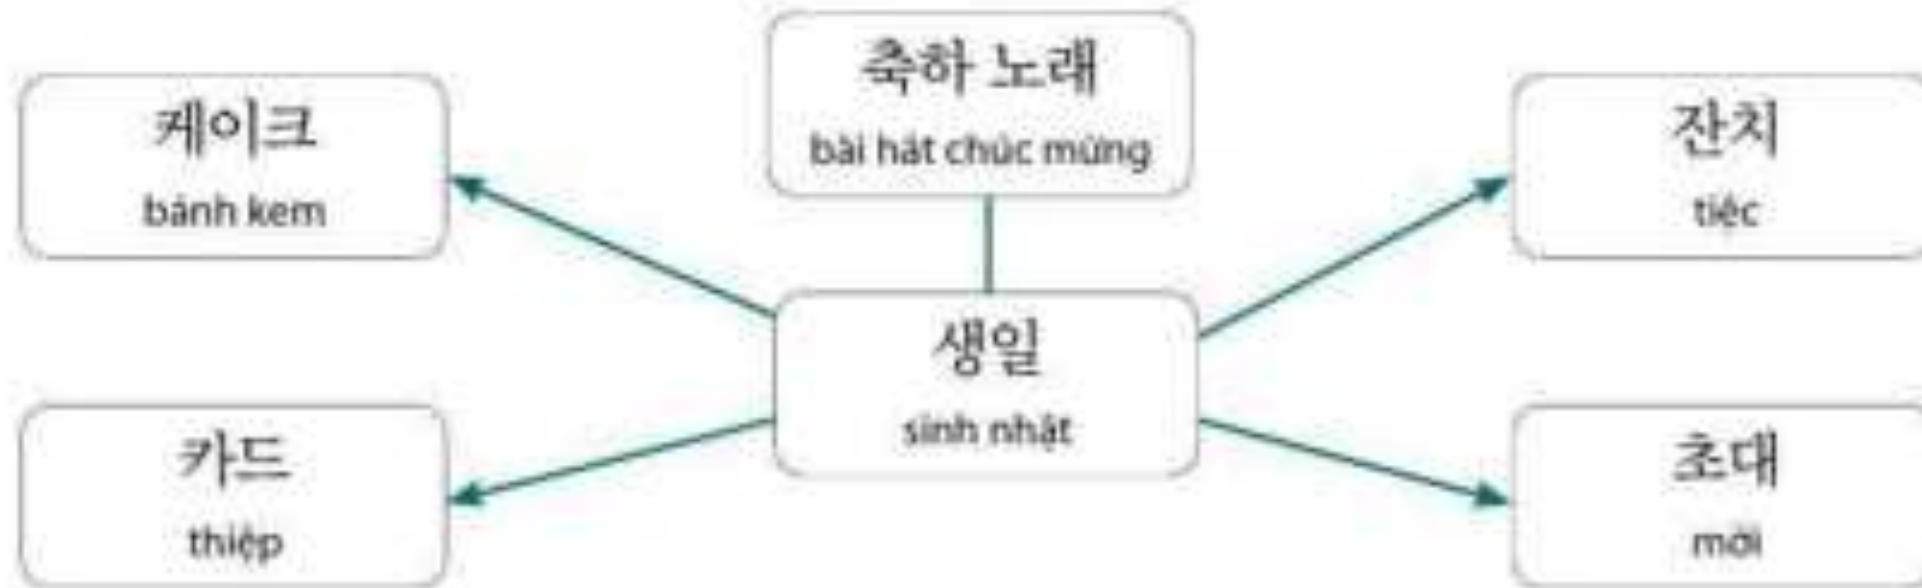 축하 노래
bài hát chúc mừng
케이크
bánh kem
잔치
tiệc
생일
sinh nhật
카드
thiệp
초대
mời